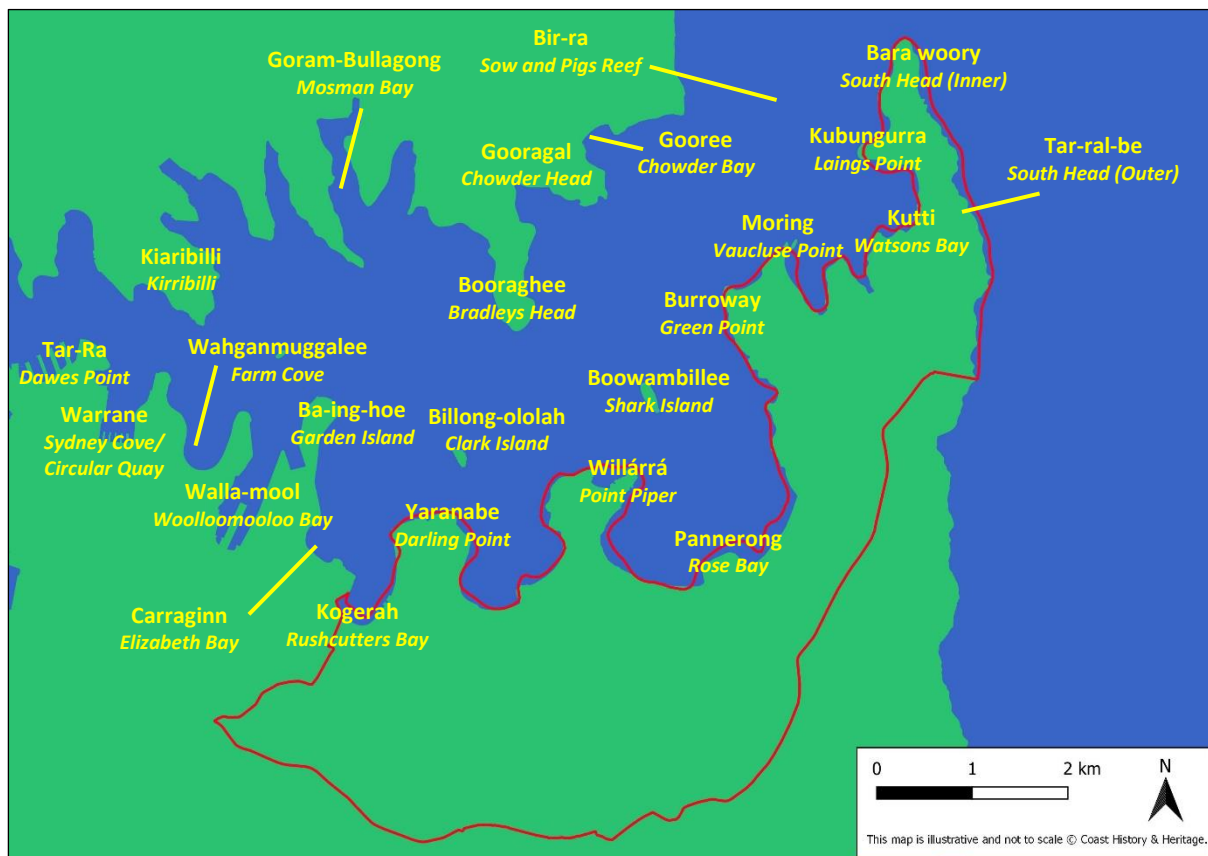 Bir-ra
Sow and Pigs Reef
Bara woory
South Head (Inner)
Goram-Bullagong
Mosman Bay
Gooragal
Chowder Head
Gooree
Chowder Bay
Kubungurra
Laings Point
Tar-ral-be
South Head (Outer)
Kutti
Watsons Bay
Moring
Vaucluse Point
Kiaribilli
Kirribilli
Booraghee
Bradleys Head
Burroway
Green Point
Tar-Ra
Dawes Point
Wahganmuggalee
Farm Cove
Boowambillee
Shark Island
Warrane
Sydney Cove/
Circular Quay
Ba-ing-hoe
Garden Island
Billong-ololah
Clark Island
Willárrá
Point Piper
Walla-mool
Woolloomooloo Bay
Yaranabe
Darling Point
Pannerong
Rose Bay
Carraginn
Elizabeth Bay
Kogerah
Rushcutters Bay
0 1 2 km
N
This map is illustrative and not to scale © Coast History & Heritage.